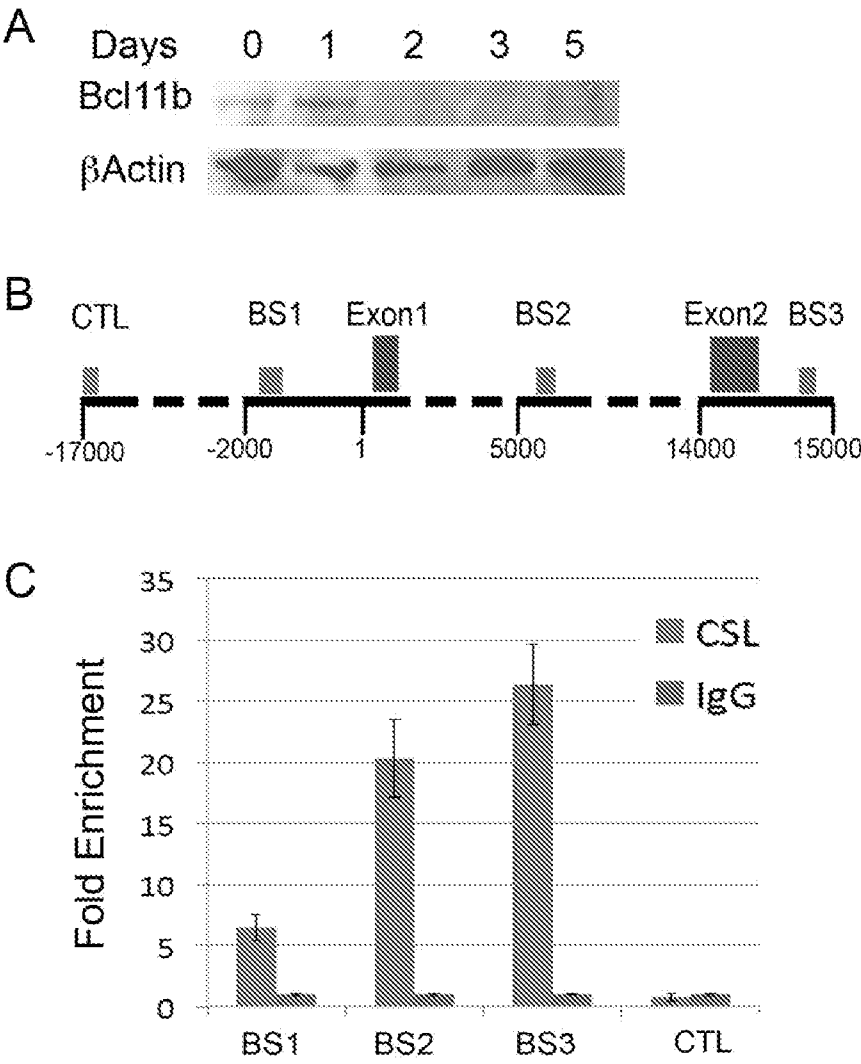 A
Days 0 1 2 3 5
Bcl11b
βActin
B
CTL BS1 Exon1 BS2 Exon2 BS3
-17000 -2000 1 5000 14000 15000
C
Fold Enrichment
35
30
25
20
15
10
5
0
CSL
IgG
BS1 BS2 BS3 CTL